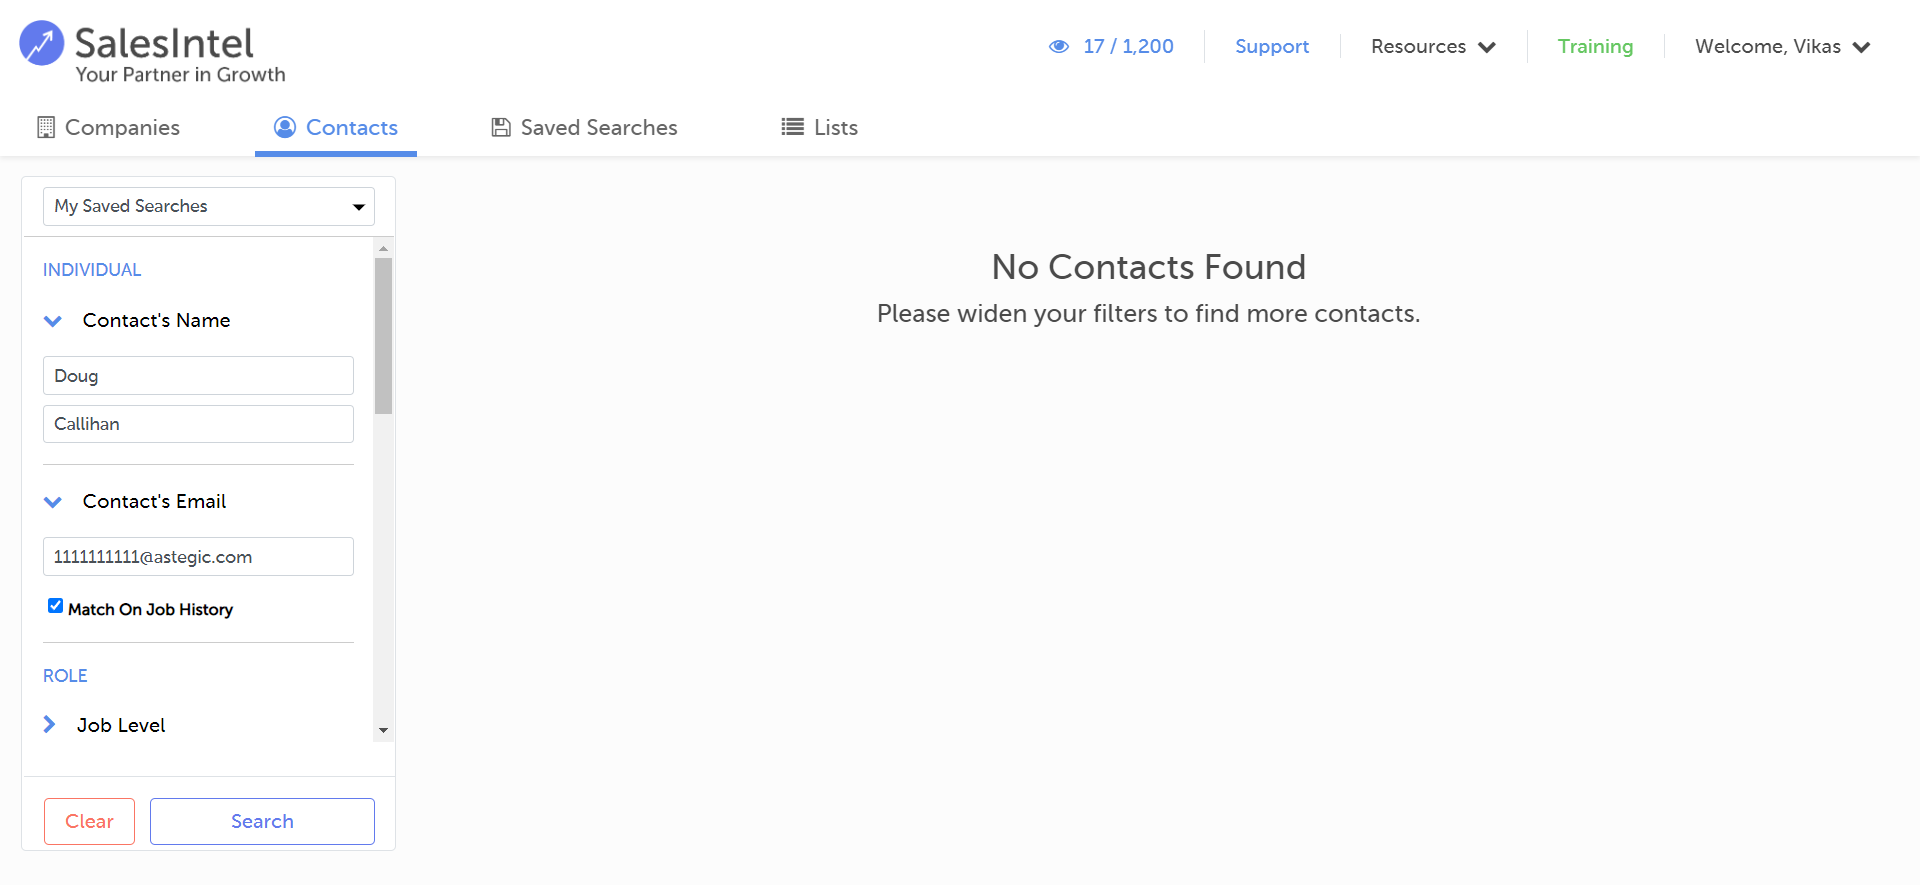 SalesIntel
Your Partner in Growth
17 / 1,200
Support
Resources
Training
Welcome, Vikas
Companies
Contacts
Saved Searches
Lists
My Saved Searches
INDIVIDUAL
Contact's Name
Doug
Callihan
Contact's Email
1111111111@astegic.com
Match On Job History
ROLE
Job Level
Clear
Search
No Contacts Found
Please widen your filters to find more contacts.